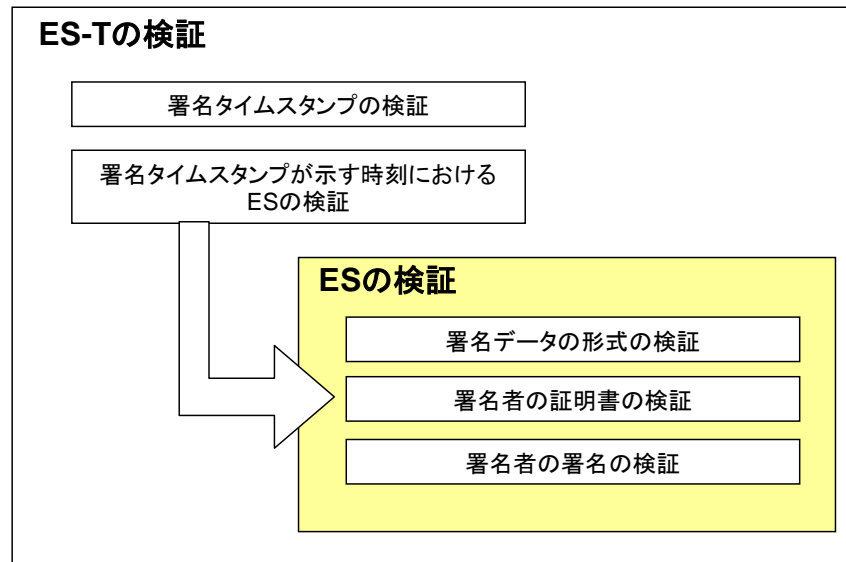 ES-Tの検証
署名タイムスタンプの検証
署名タイムスタンプが示す時刻における
ESの検証
ESの検証
署名データの形式の検証
署名者の証明書の検証
署名者の署名の検証